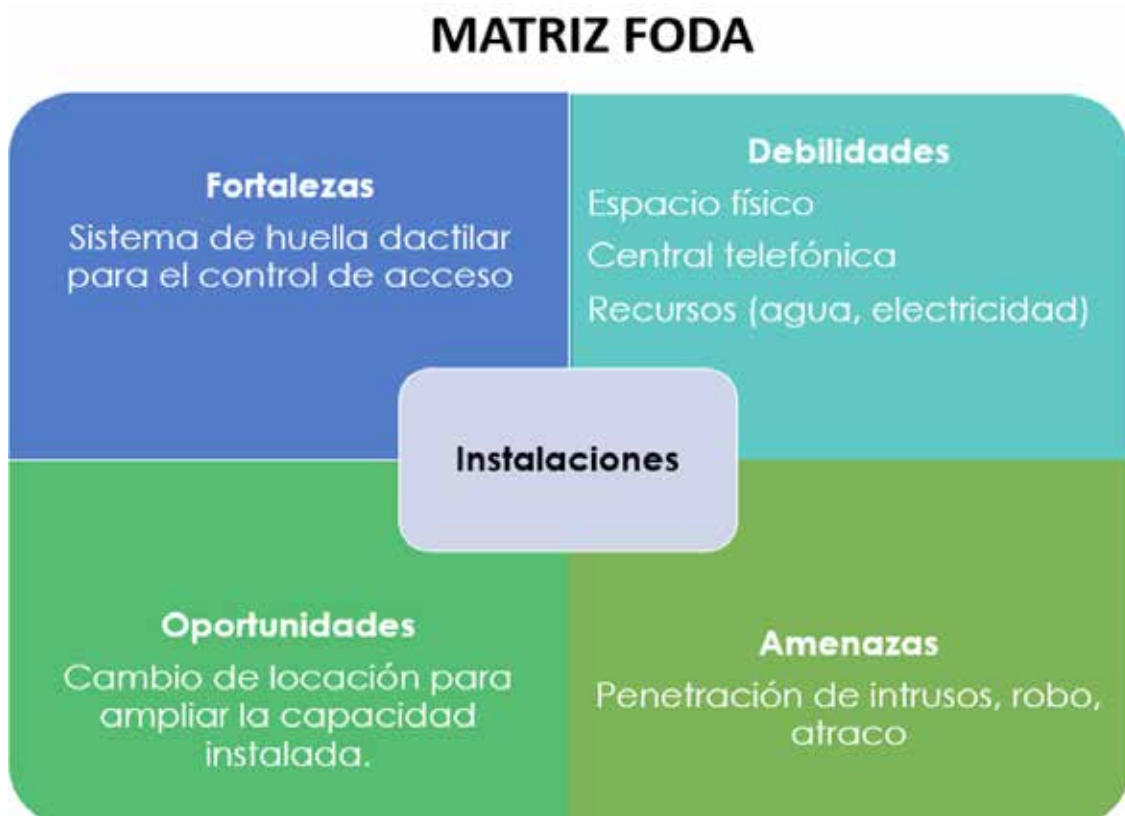 MATRIZ FODA
Fortalezas
Sistema de huella dactilar
para el control de acceso
Debilidades
Espacio físico
Central telefónica
Recursos (agua, electricidad)
Instalaciones
Oportunidades
Cambio de locación para
ampliar la capacidad
instalada.
Amenazas
Penetración de intrusos, robo,
atraco